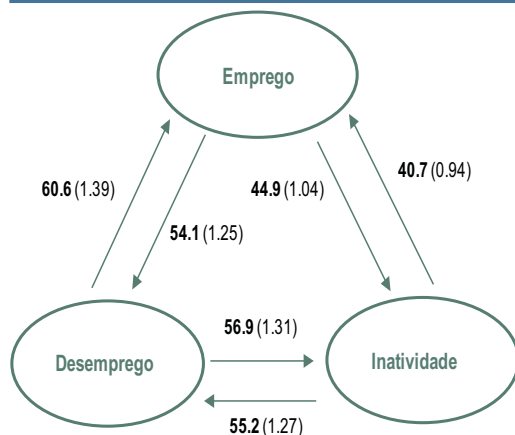 Emprego
60.6 (1.39)
44.9 (1.04)
40.7 (0.94)
54.1 (1.25)
56.9 (1.31)
Desemprego
Inatividade
55.2 (1.27)